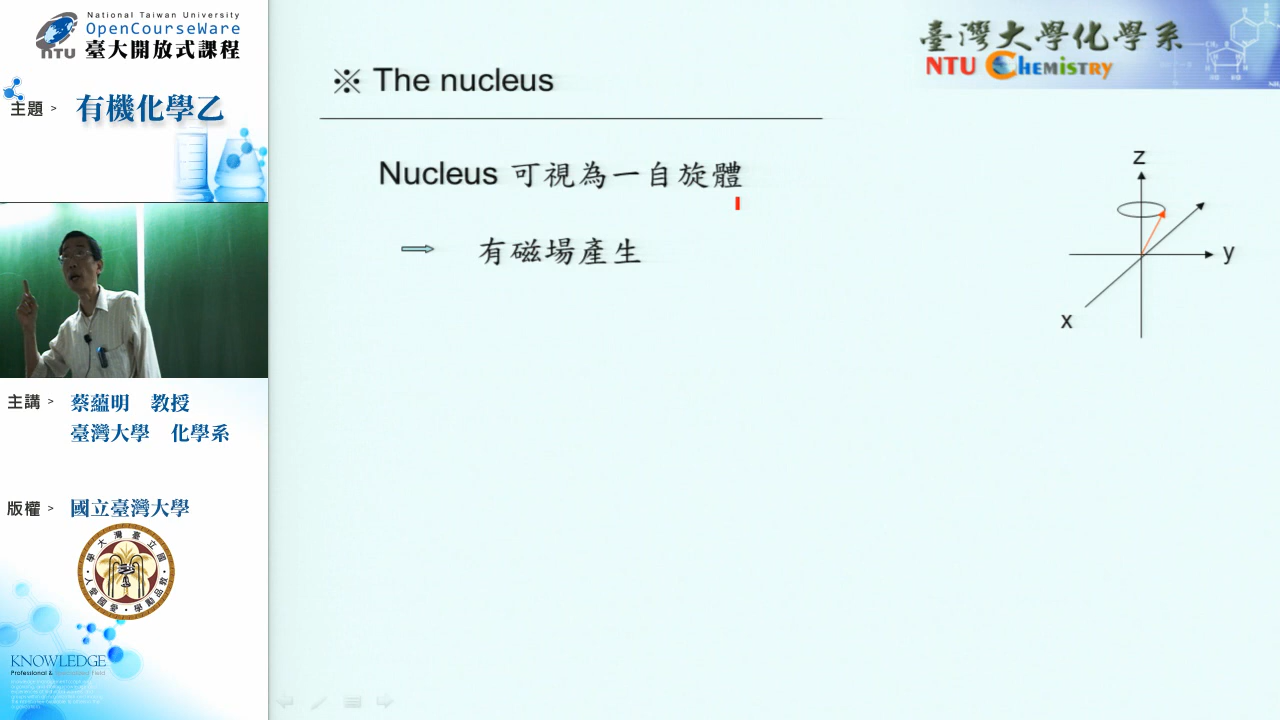 National Taiwan University
OpenCourseWare
NTU 臺大開放式課程
主題 > 有機化學乙
主講 > 蔡蘊明 教授
臺灣大學 化學系
版權 > 國立臺灣大學
KNOWLEDGE
Professional &
※ The nucleus
Nucleus 可視為一自旋體
⇨ 有磁場產生
臺灣大學化學系
NTU Chemistry
z
y
x